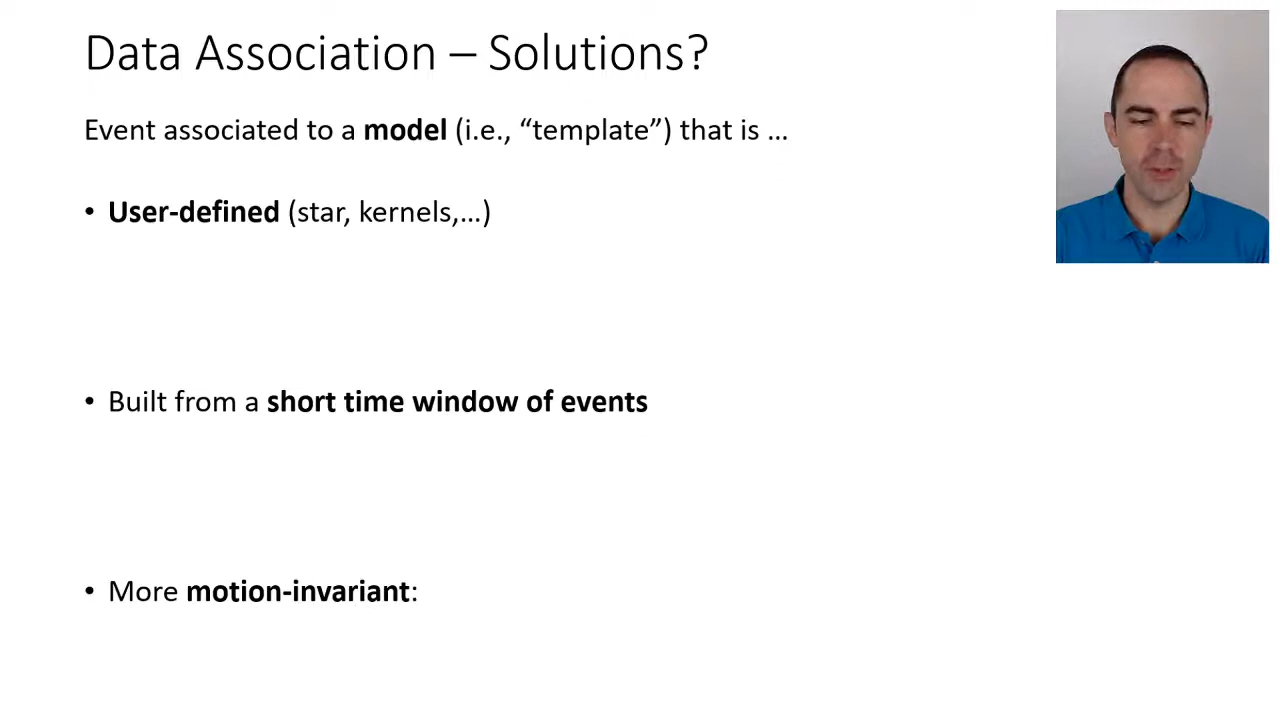 Data Association – Solutions?
Event associated to a model (i.e., “template”) that is …
• User-defined (star, kernels,…)
• Built from a short time window of events
• More motion-invariant: